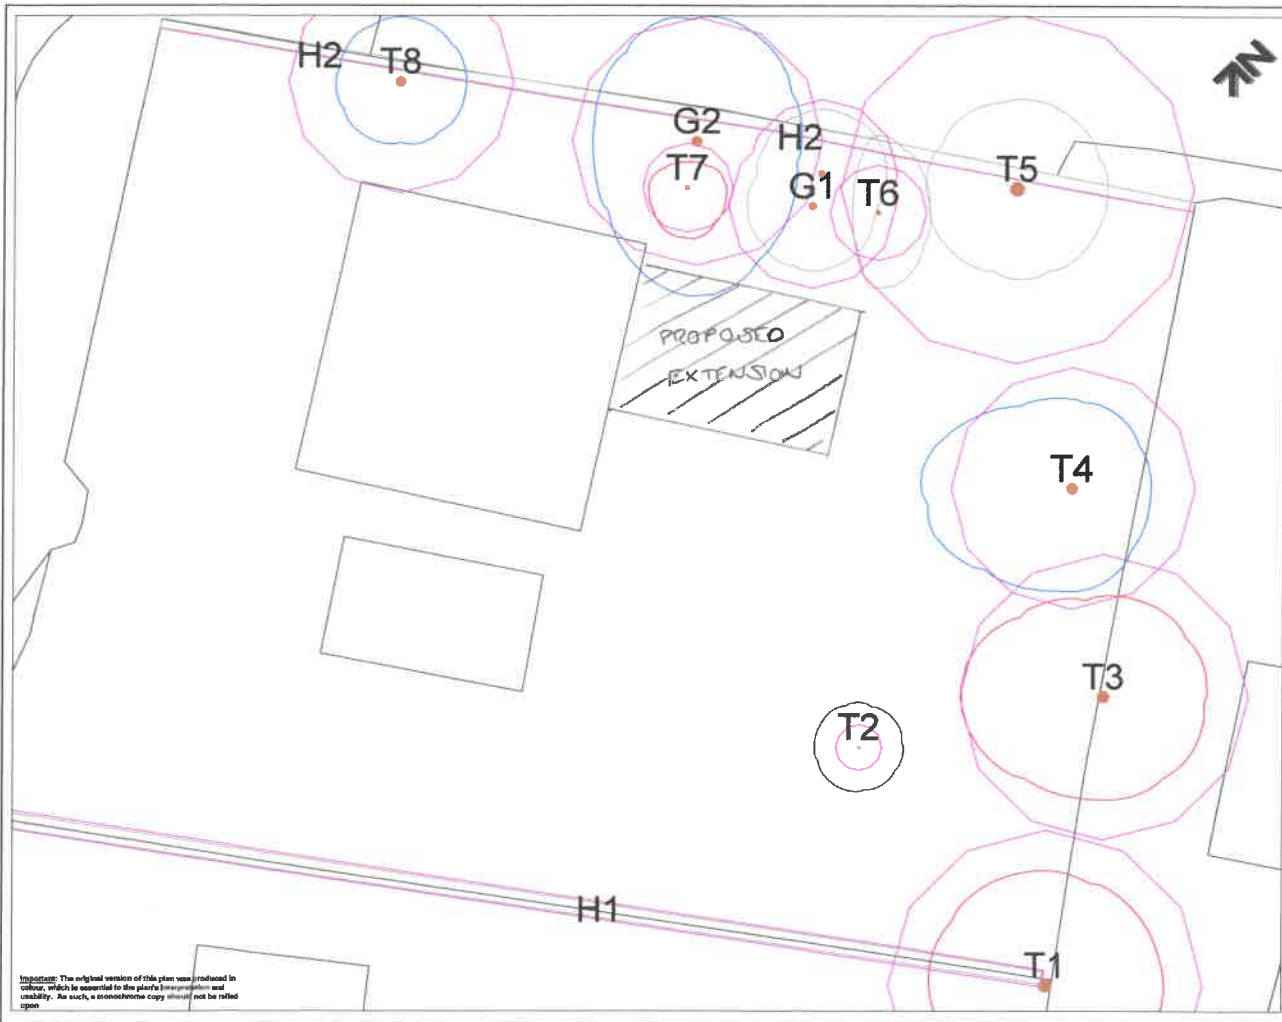 H2
T8
N
G2
H2
T7
G1
T6
T5
PROPOSED
EXTENSION
T4
T3
T2
H1
T1
Important: The original version of this plan was produced in
colour, which is essential to the plan's interpretation and
usability. As such, a monochrome copy should not be relied
upon